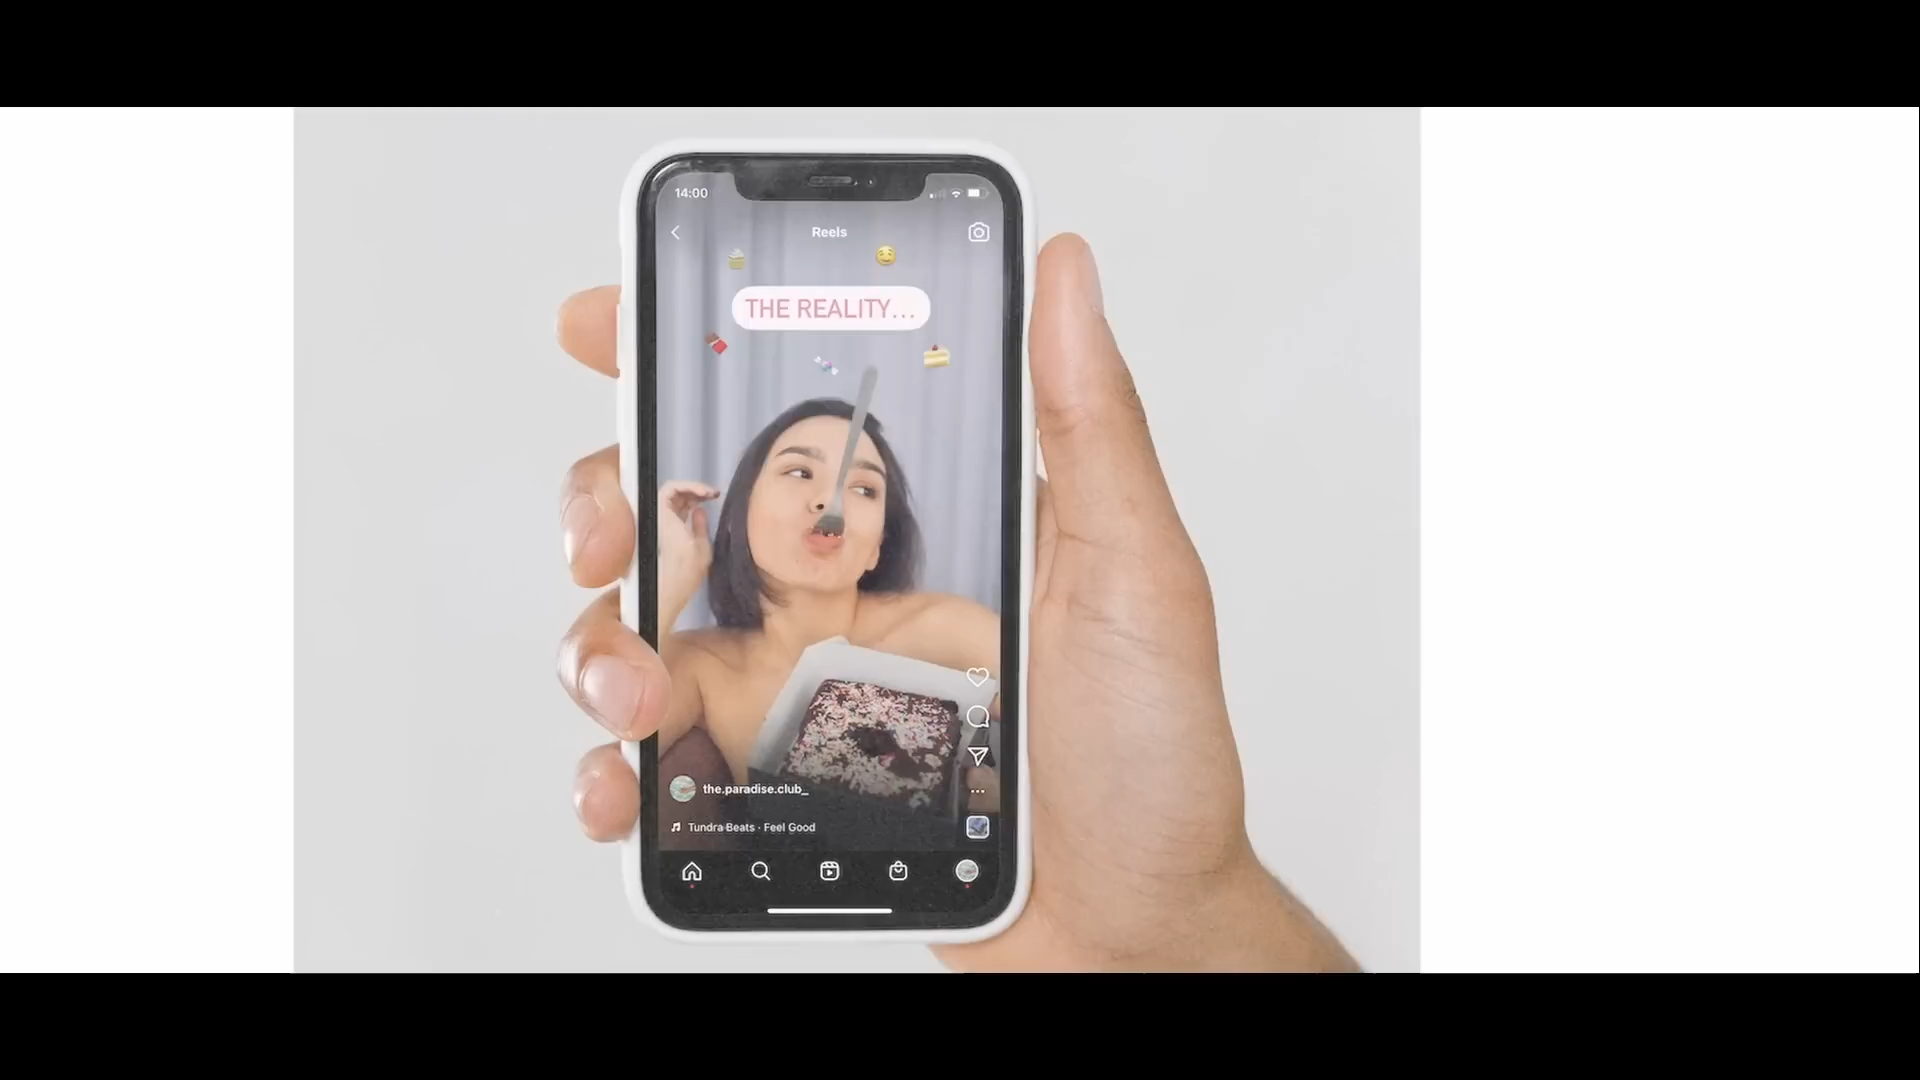 14:00
Reels
THE REALITY...
the.paradise.club_
Tundra Beats · Feel Good